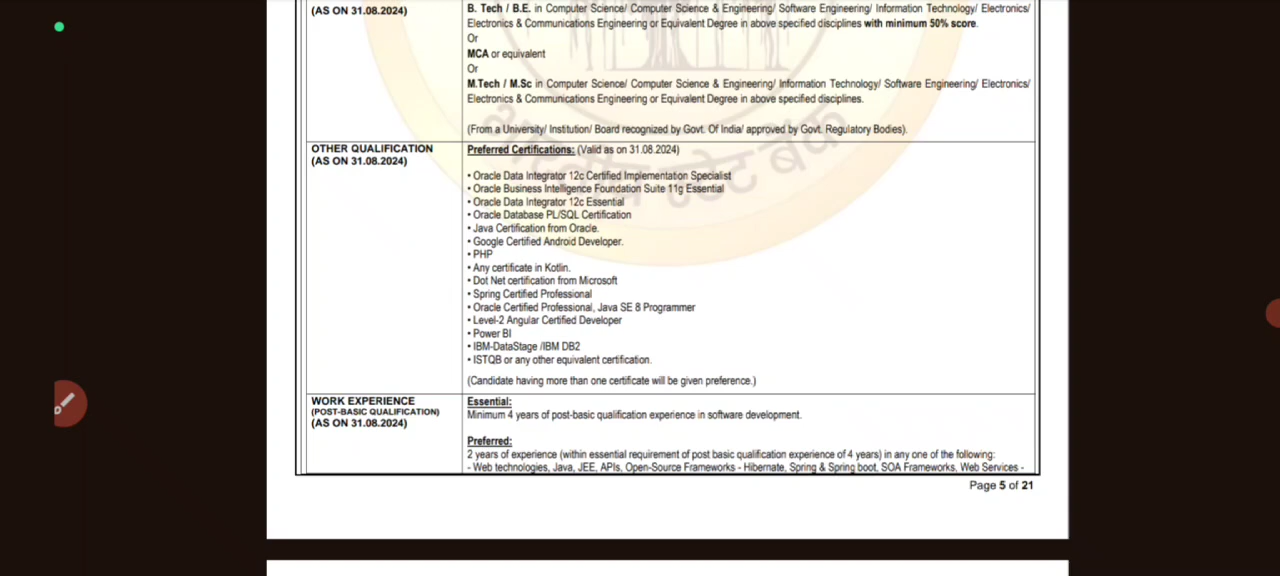 (AS ON 31.08.2024)
B. Tech / B.E. in Computer Science/ Computer Science & Engineering/ Software Engineering/ Information Technology/ Electronics/
Electronics & Communications Engineering or Equivalent Degree in above specified disciplines with minimum 50% score.
Or
MCA or equivalent
Or
M.Tech / M.Sc in Computer Science/ Computer Science & Engineering/ Information Technology/ Software Engineering/ Electronics/
Electronics & Communications Engineering or Equivalent Degree in above specified disciplines.
(From a University/ Institution/ Board recognized by Govt. Of India/ approved by Govt. Regulatory Bodies).
OTHER QUALIFICATION
(AS ON 31.08.2024)
Preferred Certifications: (Valid as on 31.08.2024)
• Oracle Data Integrator 12c Certified Implementation Specialist
• Oracle Business Intelligence Foundation Suite 11g Essential
• Oracle Data Integrator 12c Essential
• Oracle Database PL/SQL Certification
• Java Certification from Oracle.
• Google Certified Android Developer.
• PHP
• Any certificate in Kotlin.
• Dot Net certification from Microsoft
• Spring Certified Professional
• Oracle Certified Professional, Java SE 8 Programmer
• Level-2 Angular Certified Developer
• Power BI
• IBM-DataStage /IBM DB2
• ISTQB or any other equivalent certification.
(Candidate having more than one certificate will be given preference.)
WORK EXPERIENCE
(POST-BASIC QUALIFICATION)
(AS ON 31.08.2024)
Essential:
Minimum 4 years of post-basic qualification experience in software development.
Preferred:
2 years of experience (within essential requirement of post basic qualification experience of 4 years) in any one of the following:
- Web technologies, Java, JEE, APIs, Open-Source Frameworks - Hibernate, Spring & Spring boot, SOA Frameworks, Web Services -
Page 5 of 21